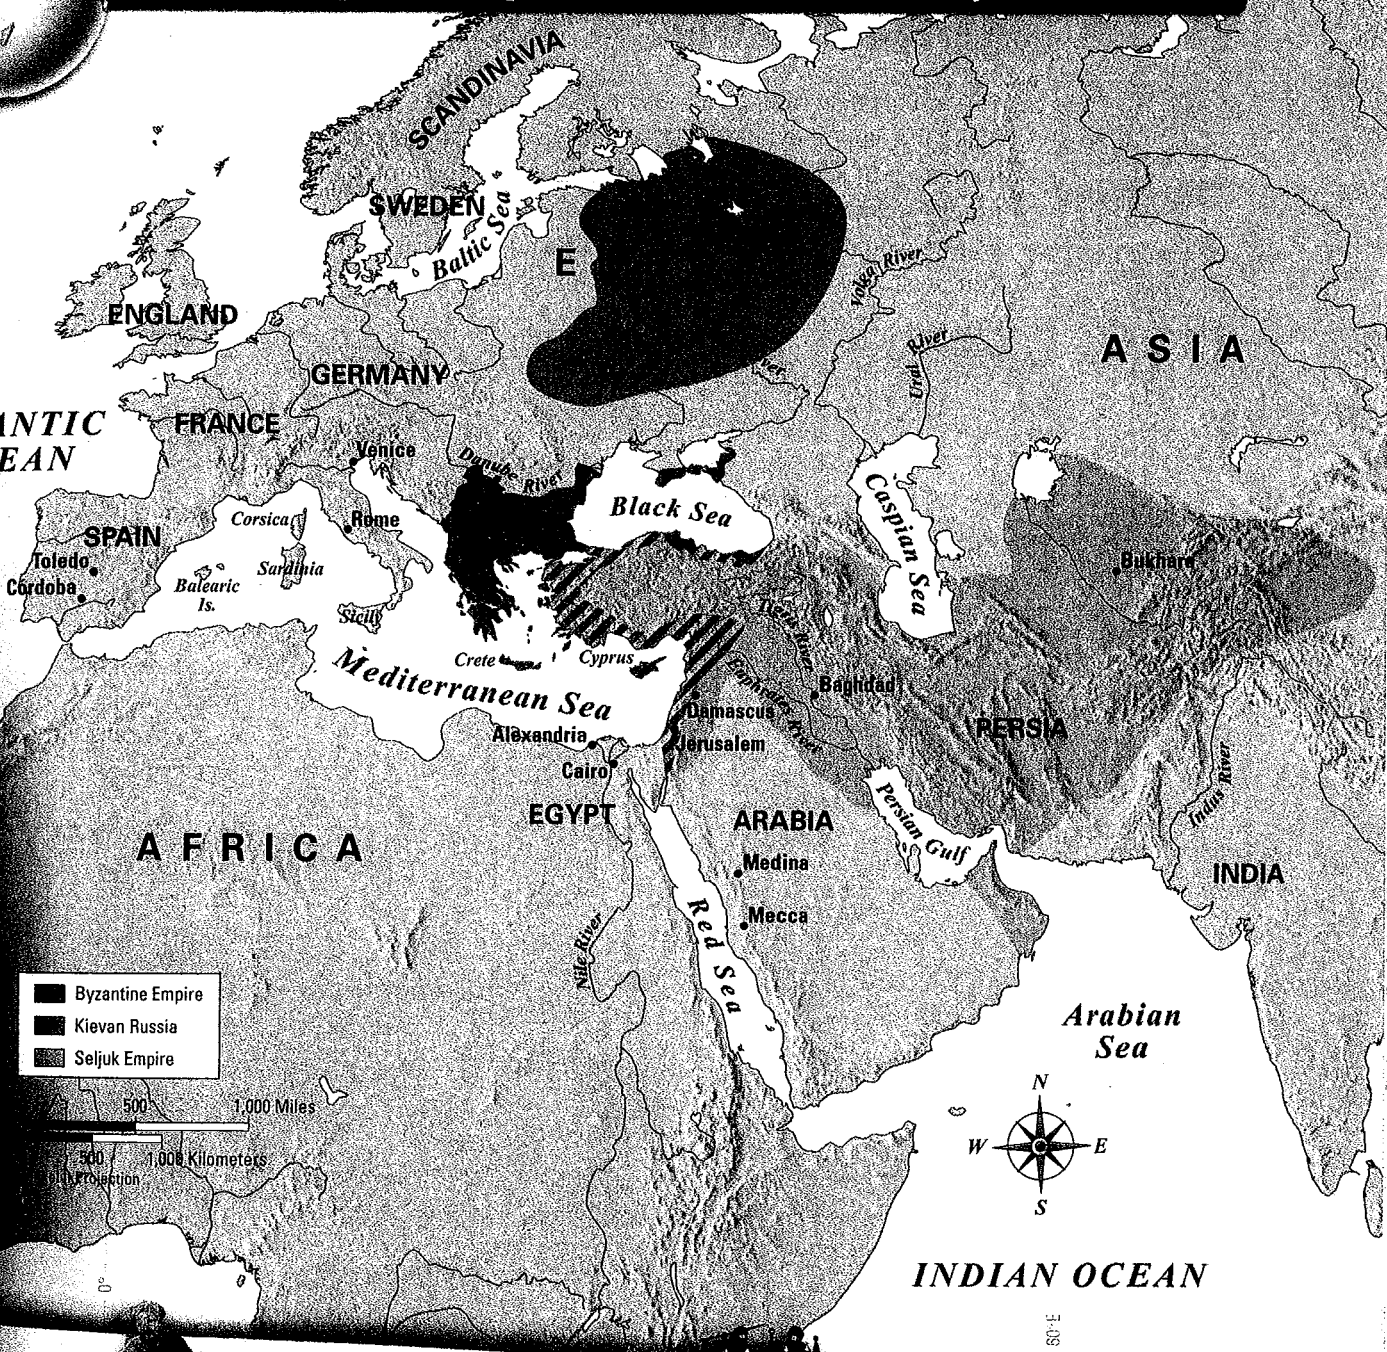 SCANDINAVIA
SWEDEN
Baltic Sea
E
Volga River
ENGLAND
Ural River
ASIA
GERMANY
ANTIC
EAN
FRANCE
Venice
Danube River
Black Sea
Caspian Sea
Corsica
Rome
SPAIN
Toledo
Córdoba
Balearic
Is.
Sardinia
Sicily
Bukhara
Tigris River
Crete
Cyprus
Mediterranean Sea
Euphrates River
Baghdad
Damascus
PERSIA
Alexandria
Jerusalem
Cairo
Indus River
EGYPT
Persian Gulf
ARABIA
AFRICA
Medina
INDIA
Mecca
Red Sea
Nile River
Byzantine Empire
Kievan Russia
Seljuk Empire
Arabian
Sea
500
1,000 Miles
500
1,000 Kilometers
Projection
N
W
E
S
INDIAN OCEAN
0°